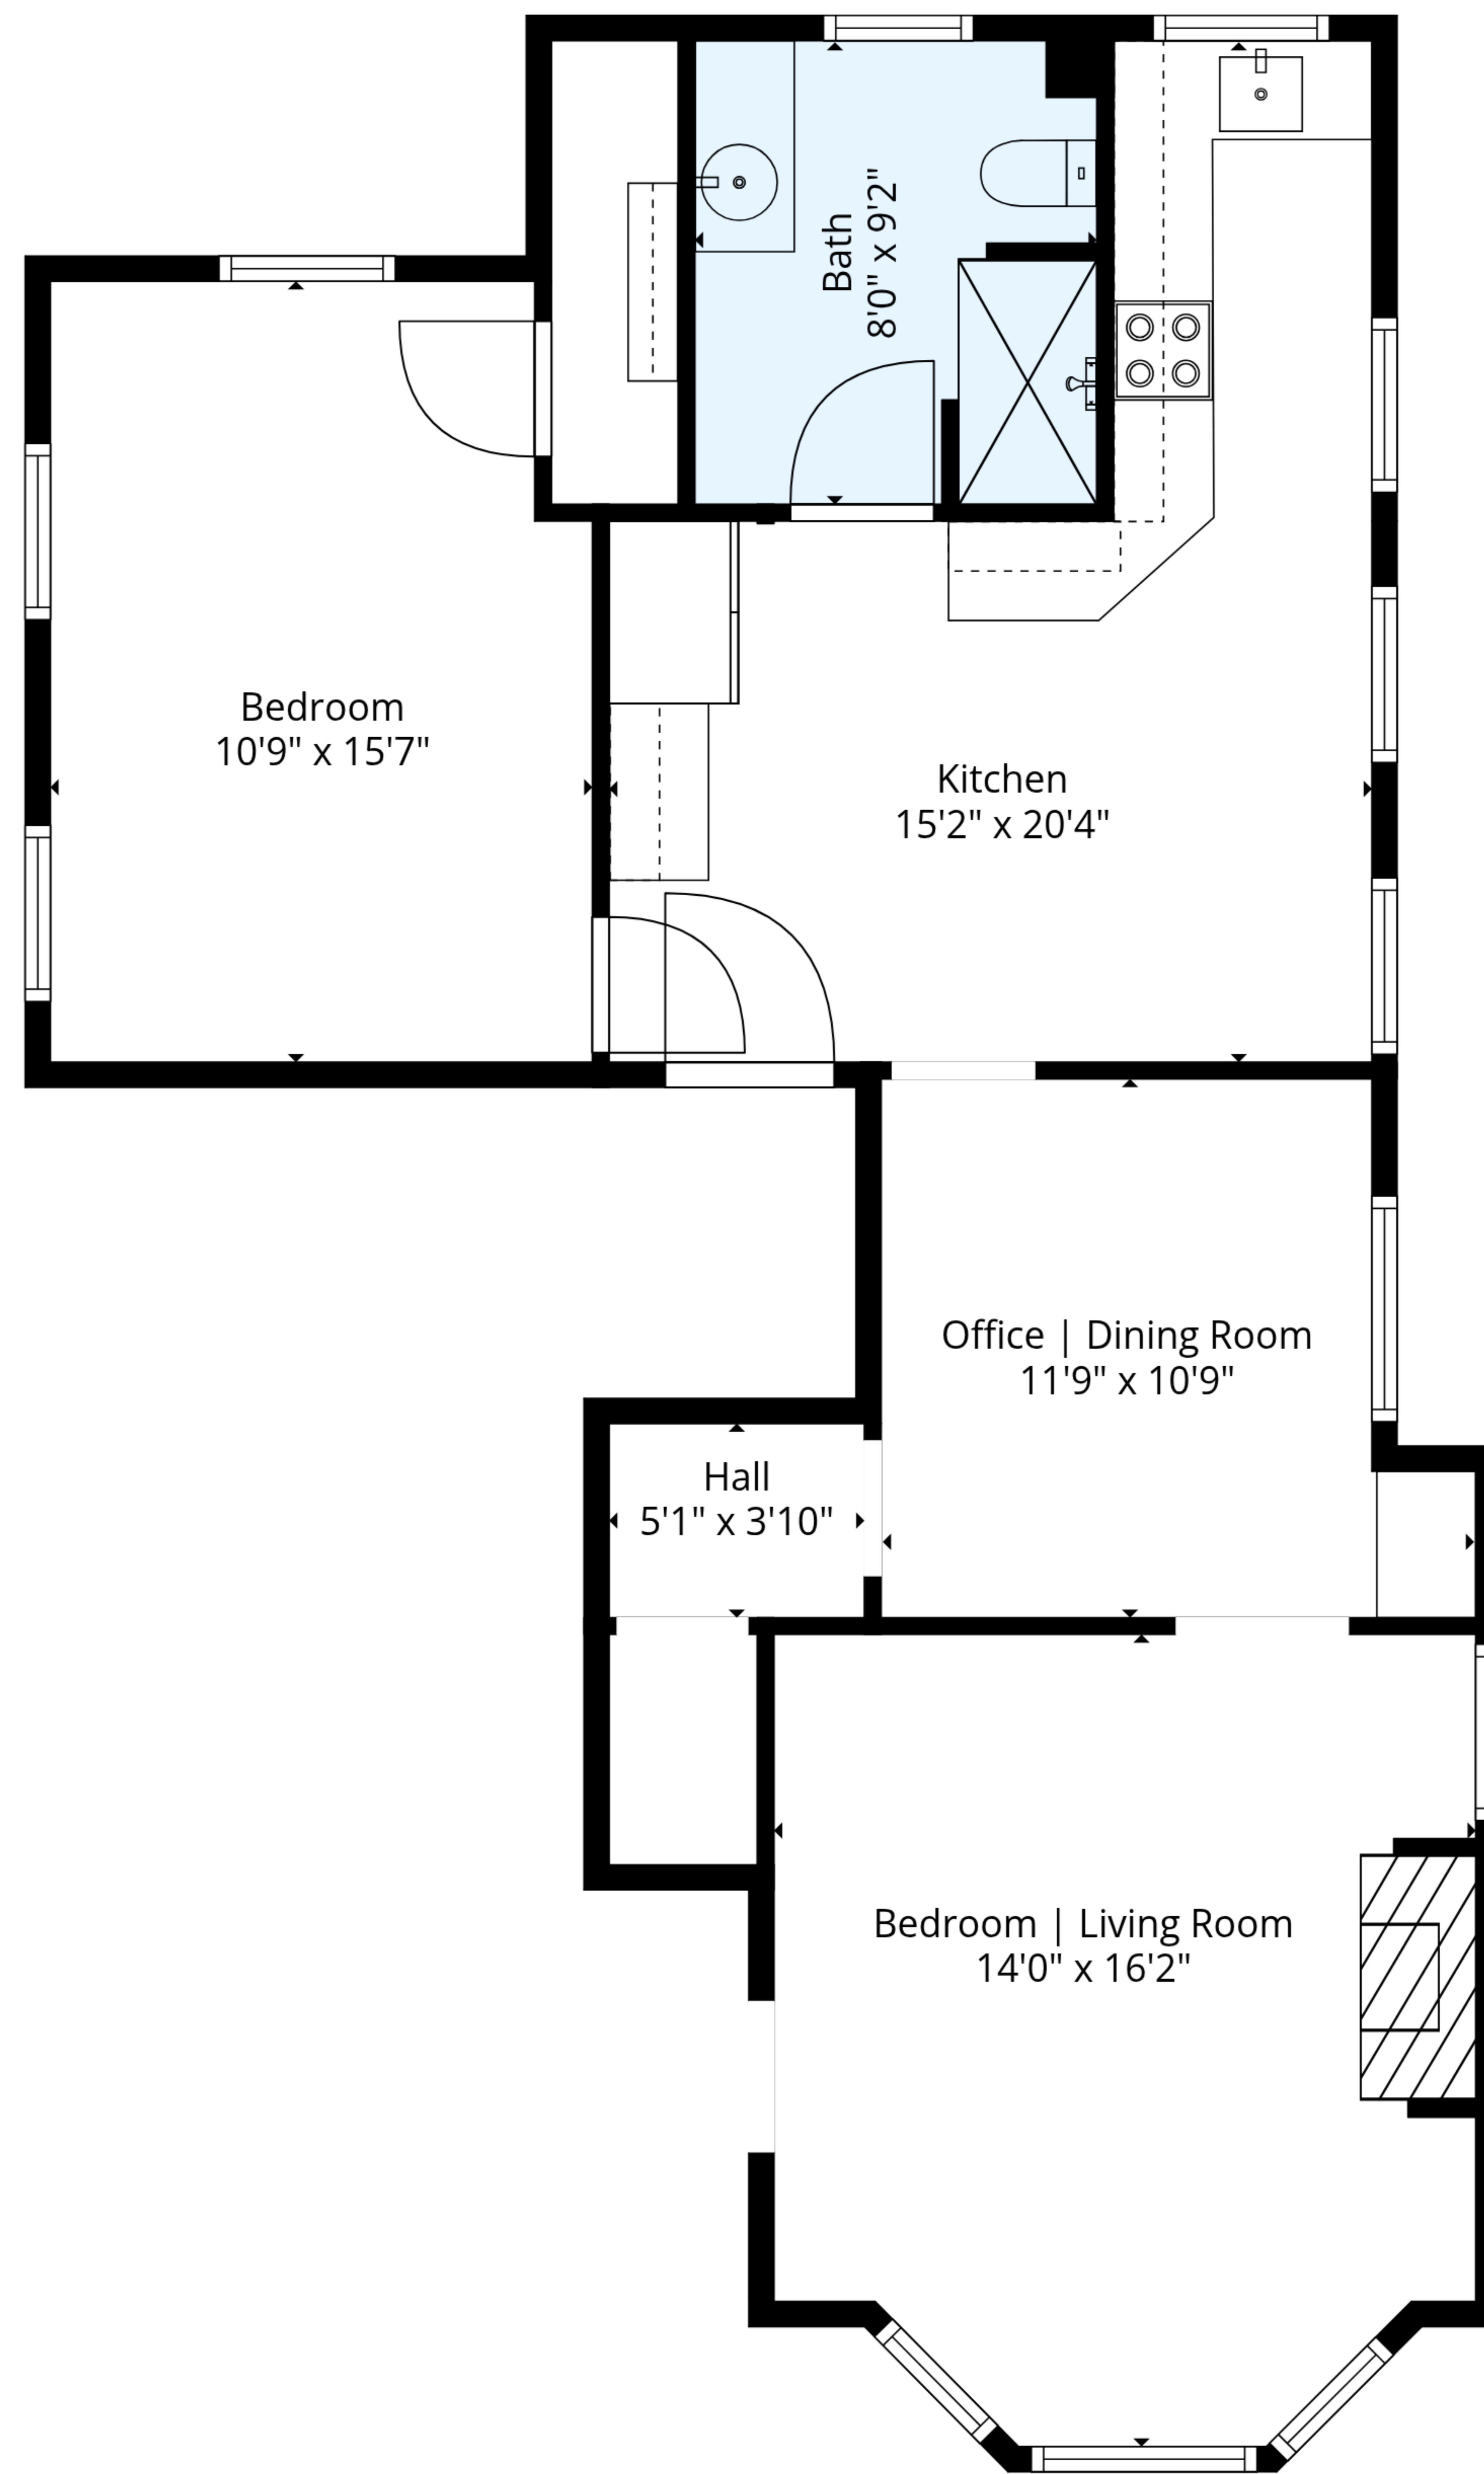 Bath
8'0" x 9'2"
Bedroom
10'9" x 15'7"
Kitchen
15'2" x 20'4"
Office | Dining Room
11'9" x 10'9"
Hall
5'1" x 3'10"
Bedroom | Living Room
14'0" x 16'2"